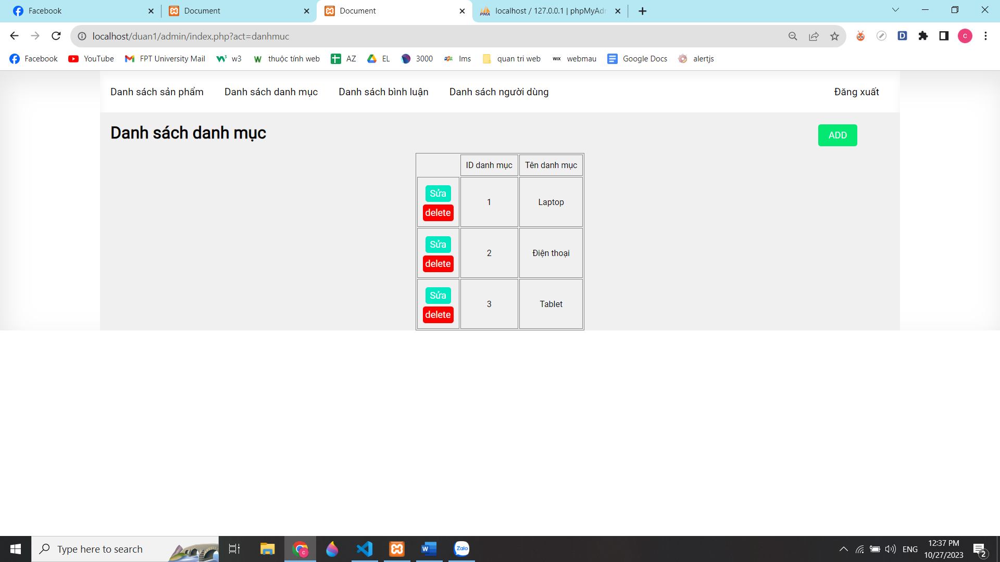 Facebook
Document
Document
localhost / 127.0.0.1 | phpMyAd
localhost/duan1/admin/index.php?act=danhmuc
D
c
Facebook
YouTube
FPT University Mail
w3
thuộc tính web
AZ
EL
3000
lms
quan tri web
WIX webmau
Google Docs
alertjs
Danh sách sản phẩm
Danh sách danh mục
Danh sách bình luận
Danh sách người dùng
Đăng xuất
Danh sách danh mục
ADD
ID danh mục
Tên danh mục
Sửa
delete
1
Laptop
Sửa
delete
2
Điện thoại
Sửa
delete
3
Tablet
Type here to search
Zalo
ENG
12:37 PM
10/27/2023
2